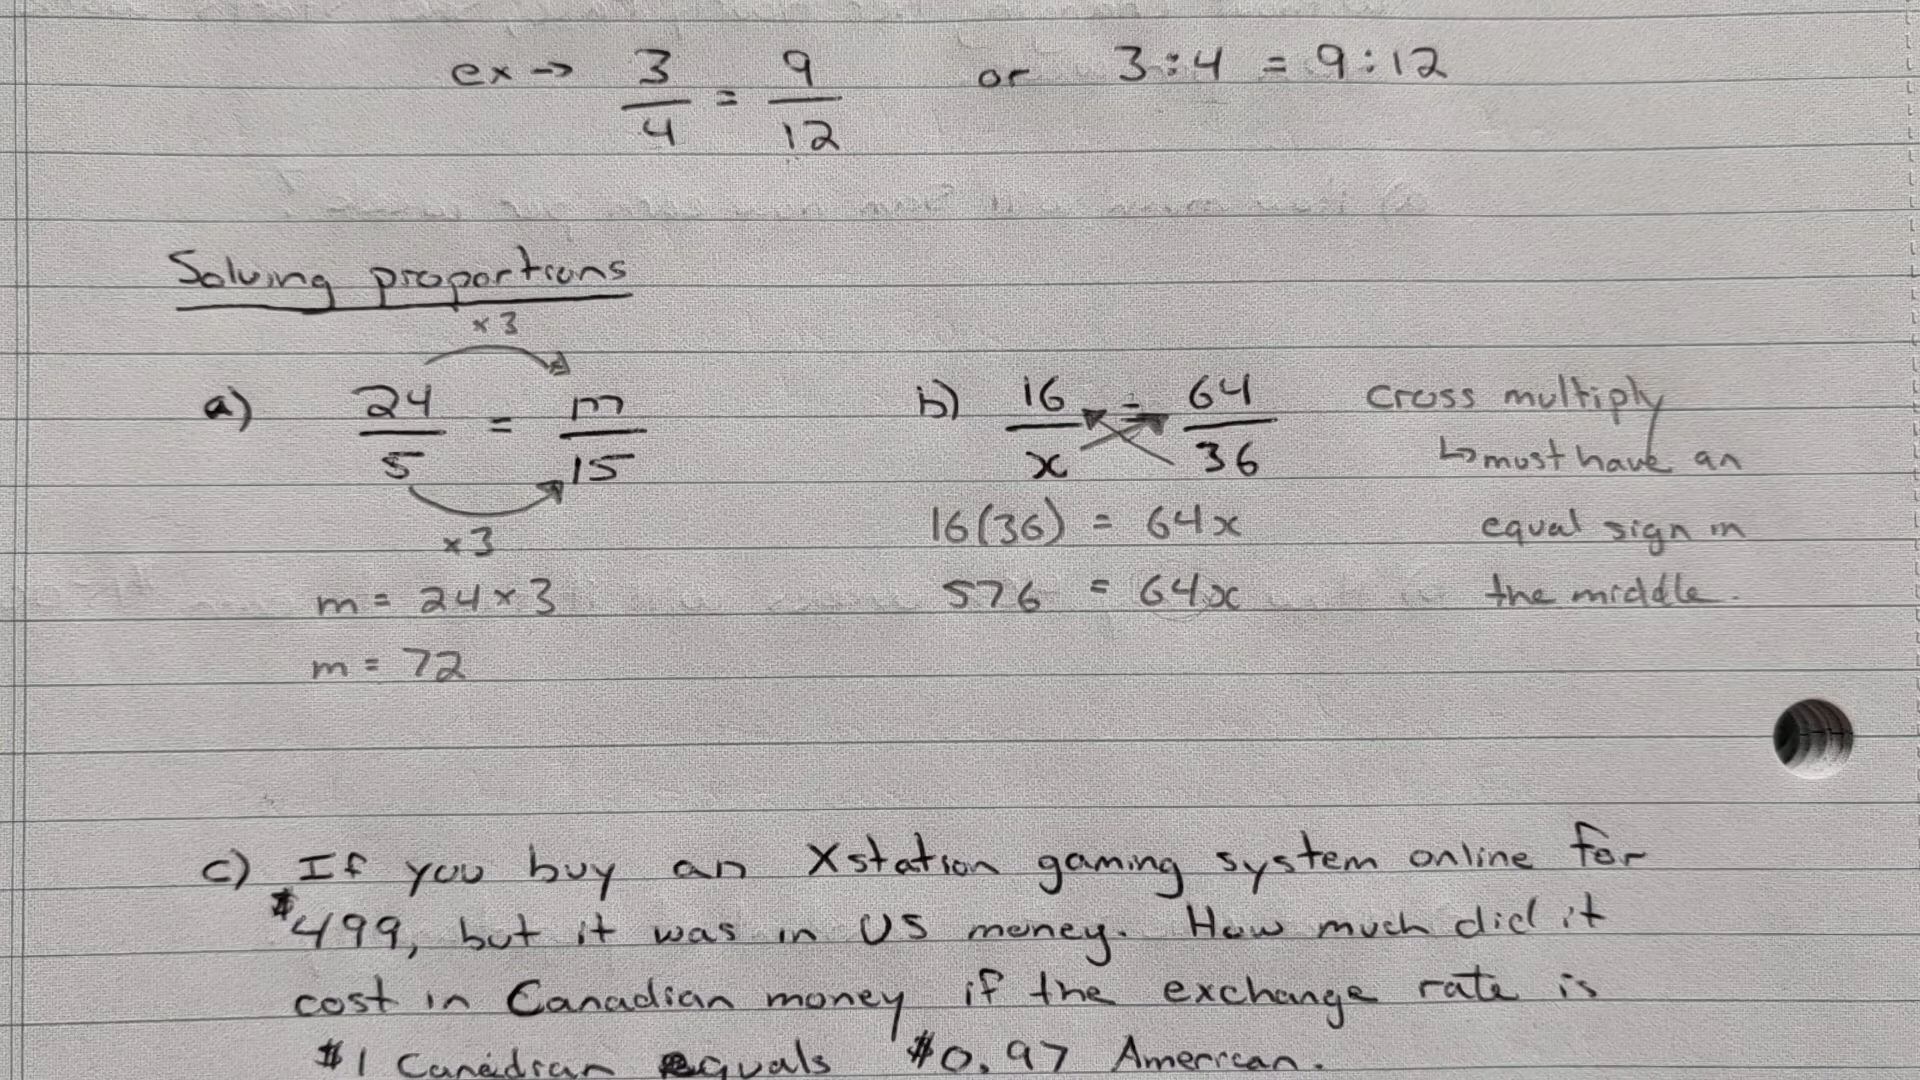 ex → 3/4 = 9/12 or 3:4 = 9:12
Solving proportions
×3
a) 24/5 = m/15
×3
m = 24×3
m = 72
b) 16/x = 64/36
16(36) = 64x
576 = 64x
cross multiply
↳ must have an
equal sign in
the middle.
c) If you buy an Xstation gaming system online for
$499, but it was in US money. How much did it
cost in Canadian money if the exchange rate is
$1 Canadian equals $0.97 American.